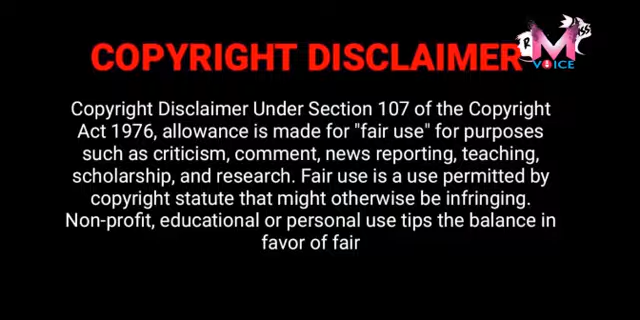 COPYRIGHT DISCLAIMER
M
VOICE
Copyright Disclaimer Under Section 107 of the Copyright
Act 1976, allowance is made for "fair use" for purposes
such as criticism, comment, news reporting, teaching,
scholarship, and research. Fair use is a use permitted by
copyright statute that might otherwise be infringing.
Non-profit, educational or personal use tips the balance in
favor of fair